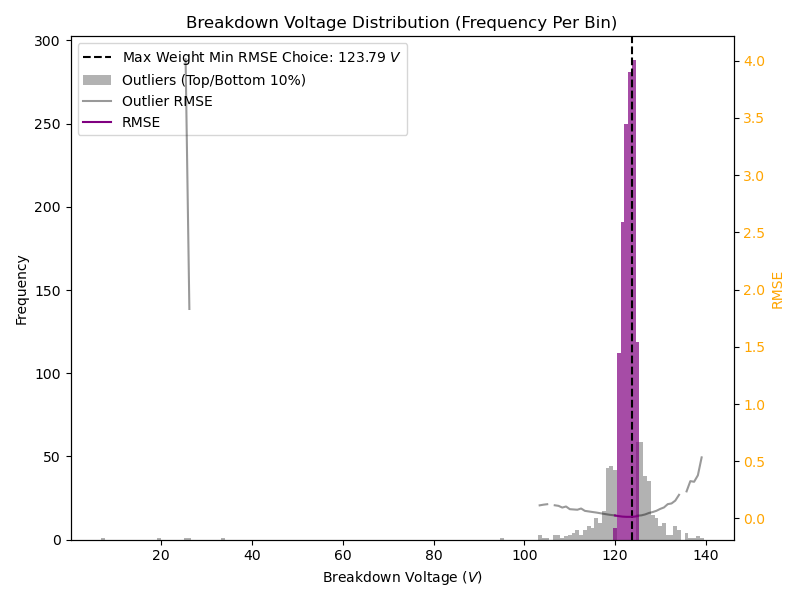 Breakdown Voltage Distribution (Frequency Per Bin)
Max Weight Min RMSE Choice: 123.79 V
Outliers (Top/Bottom 10%)
Outlier RMSE
RMSE
Frequency
300
250
200
150
100
50
0
4.0
3.5
3.0
2.5
2.0
1.5
1.0
0.5
0.0
RMSE
20 40 60 80 100 120 140
Breakdown Voltage (V)